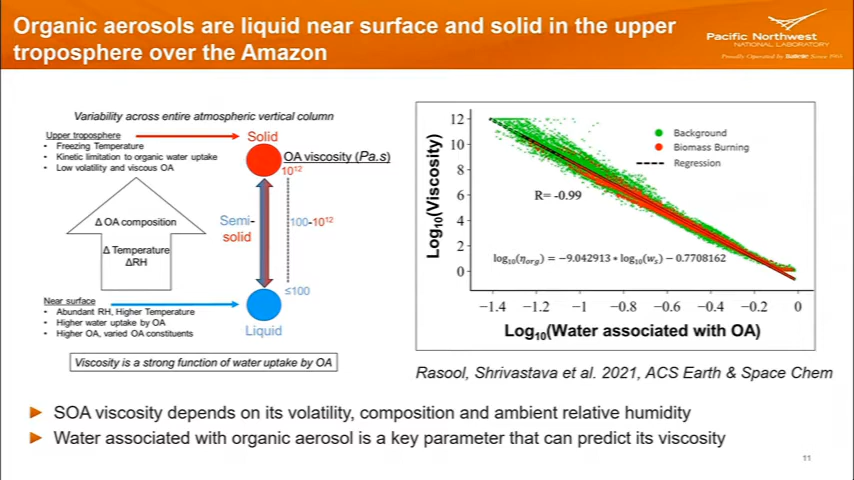 Organic aerosols are liquid near surface and solid in the upper
troposphere over the Amazon
Pacific Northwest
NATIONAL LABORATORY
Proudly Operated by Battelle Since 1965
Variability across entire atmospheric vertical column
Upper troposphere
• Freezing Temperature
• Kinetic limitation to organic water uptake
• Low volatility and viscous OA
Solid
OA viscosity (Pa.s)
10¹²
Δ OA composition
Δ Temperature
ΔRH
Semi-
solid
100-10¹²
≤100
Near surface
• Abundant RH, Higher Temperature
• Higher water uptake by OA
• Higher OA, varied OA constituents
Liquid
Viscosity is a strong function of water uptake by OA
Log₁₀(Viscosity)
12
10
8
6
4
2
0
Background
Biomass Burning
Regression
R= -0.99
log₁₀(ηorg) = −9.042913 ∗ log₁₀(ws) − 0.7708162
−1.4 −1.2 −1 −0.8 −0.6 −0.4 −0.2 0
Log₁₀(Water associated with OA)
Rasool, Shrivastava et al. 2021, ACS Earth & Space Chem
SOA viscosity depends on its volatility, composition and ambient relative humidity
Water associated with organic aerosol is a key parameter that can predict its viscosity
11